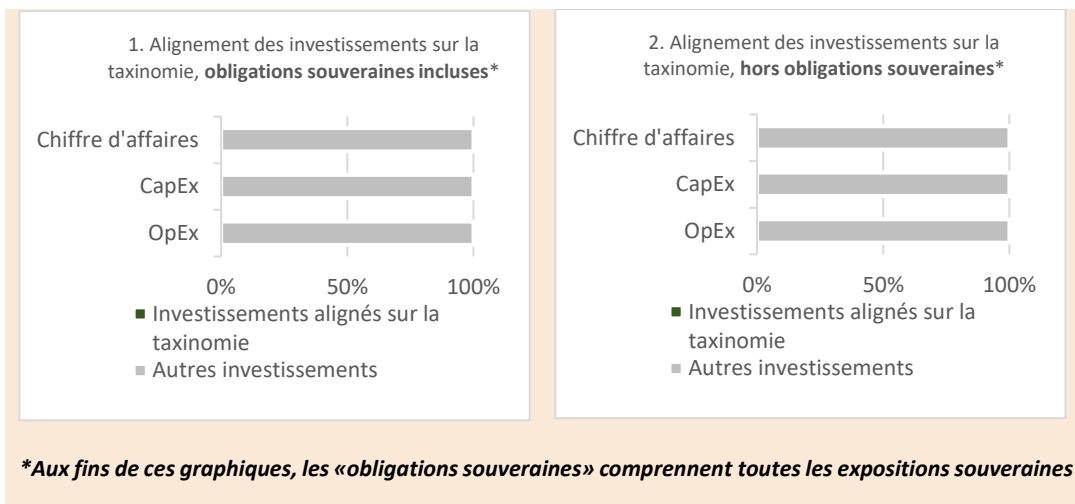 1. Alignement des investissements sur la
taxinomie, obligations souveraines incluses*
Chiffre d'affaires
CapEx
OpEx
0% 50% 100%
Investissements alignés sur la
taxinomie
Autres investissements
2. Alignement des investissements sur la
taxinomie, hors obligations souveraines*
Chiffre d'affaires
CapEx
OpEx
0% 50% 100%
Investissements alignés sur la
taxinomie
Autres investissements
*Aux fins de ces graphiques, les «obligations souveraines» comprennent toutes les expositions souveraines